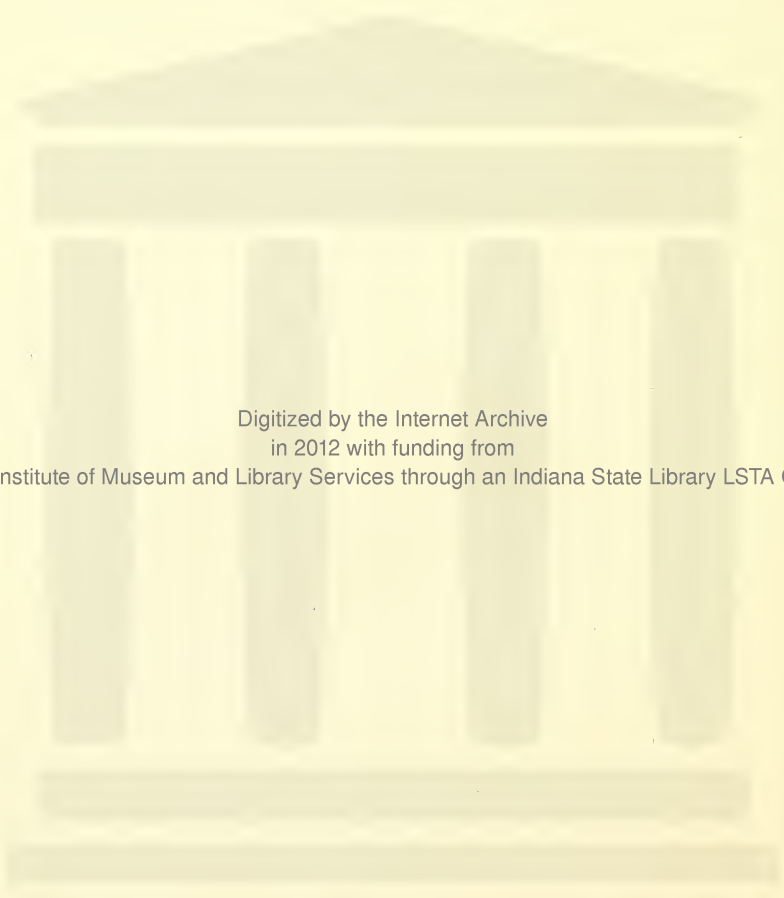 Digitized by the Internet Archive
in 2012 with funding from
nstitute of Museum and Library Services through an Indiana State Library LSTA